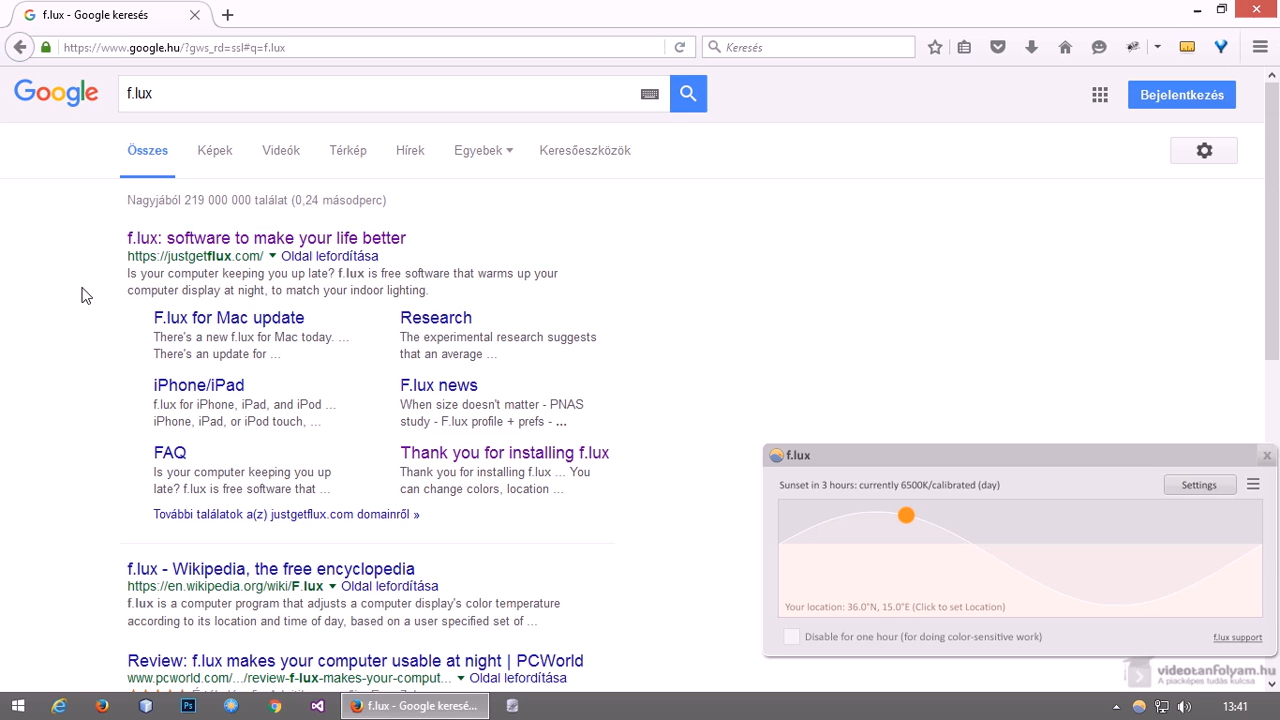 f.lux - Google keresés
https://www.google.hu/?gws_rd=ssl#q=f.lux
Keresés
Google
f.lux
Bejelentkezés
Összes Képek Videók Térkép Hírek Egyebek Keresőeszközök
Nagyjából 219 000 000 találat (0,24 másodperc)
f.lux: software to make your life better
https://justgetflux.com/ Oldal lefordítása
Is your computer keeping you up late? f.lux is free software that warms up your
computer display at night, to match your indoor lighting.
F.lux for Mac update
There's a new f.lux for Mac today. ...
There's an update for ...
Research
The experimental research suggests
that an average ...
iPhone/iPad
f.lux for iPhone, iPad, and iPod ...
iPhone, iPad, or iPod touch, ...
F.lux news
When size doesn't matter - PNAS
study - F.lux profile + prefs - ...
FAQ
Is your computer keeping you up
late? f.lux is free software that ...
Thank you for installing f.lux
Thank you for installing f.lux ... You
can change colors, location ...
További találatok a(z) justgetflux.com domainről »
f.lux - Wikipedia, the free encyclopedia
https://en.wikipedia.org/wiki/F.lux Oldal lefordítása
f.lux is a computer program that adjusts a computer display's color temperature
according to its location and time of day, based on a user specified set of ...
Review: f.lux makes your computer usable at night | PCWorld
www.pcworld.com/.../review-f-lux-makes-your-comput... Oldal lefordítása
f.lux
Sunset in 3 hours: currently 6500K/calibrated (day)
Settings
Your location: 36.0°N, 15.0°E (Click to set Location)
Disable for one hour (for doing color-sensitive work)
f.lux support
videotanfolyam.hu
A piacképes tudás kulcsa
Ps
f.lux - Google keresé...
13:41